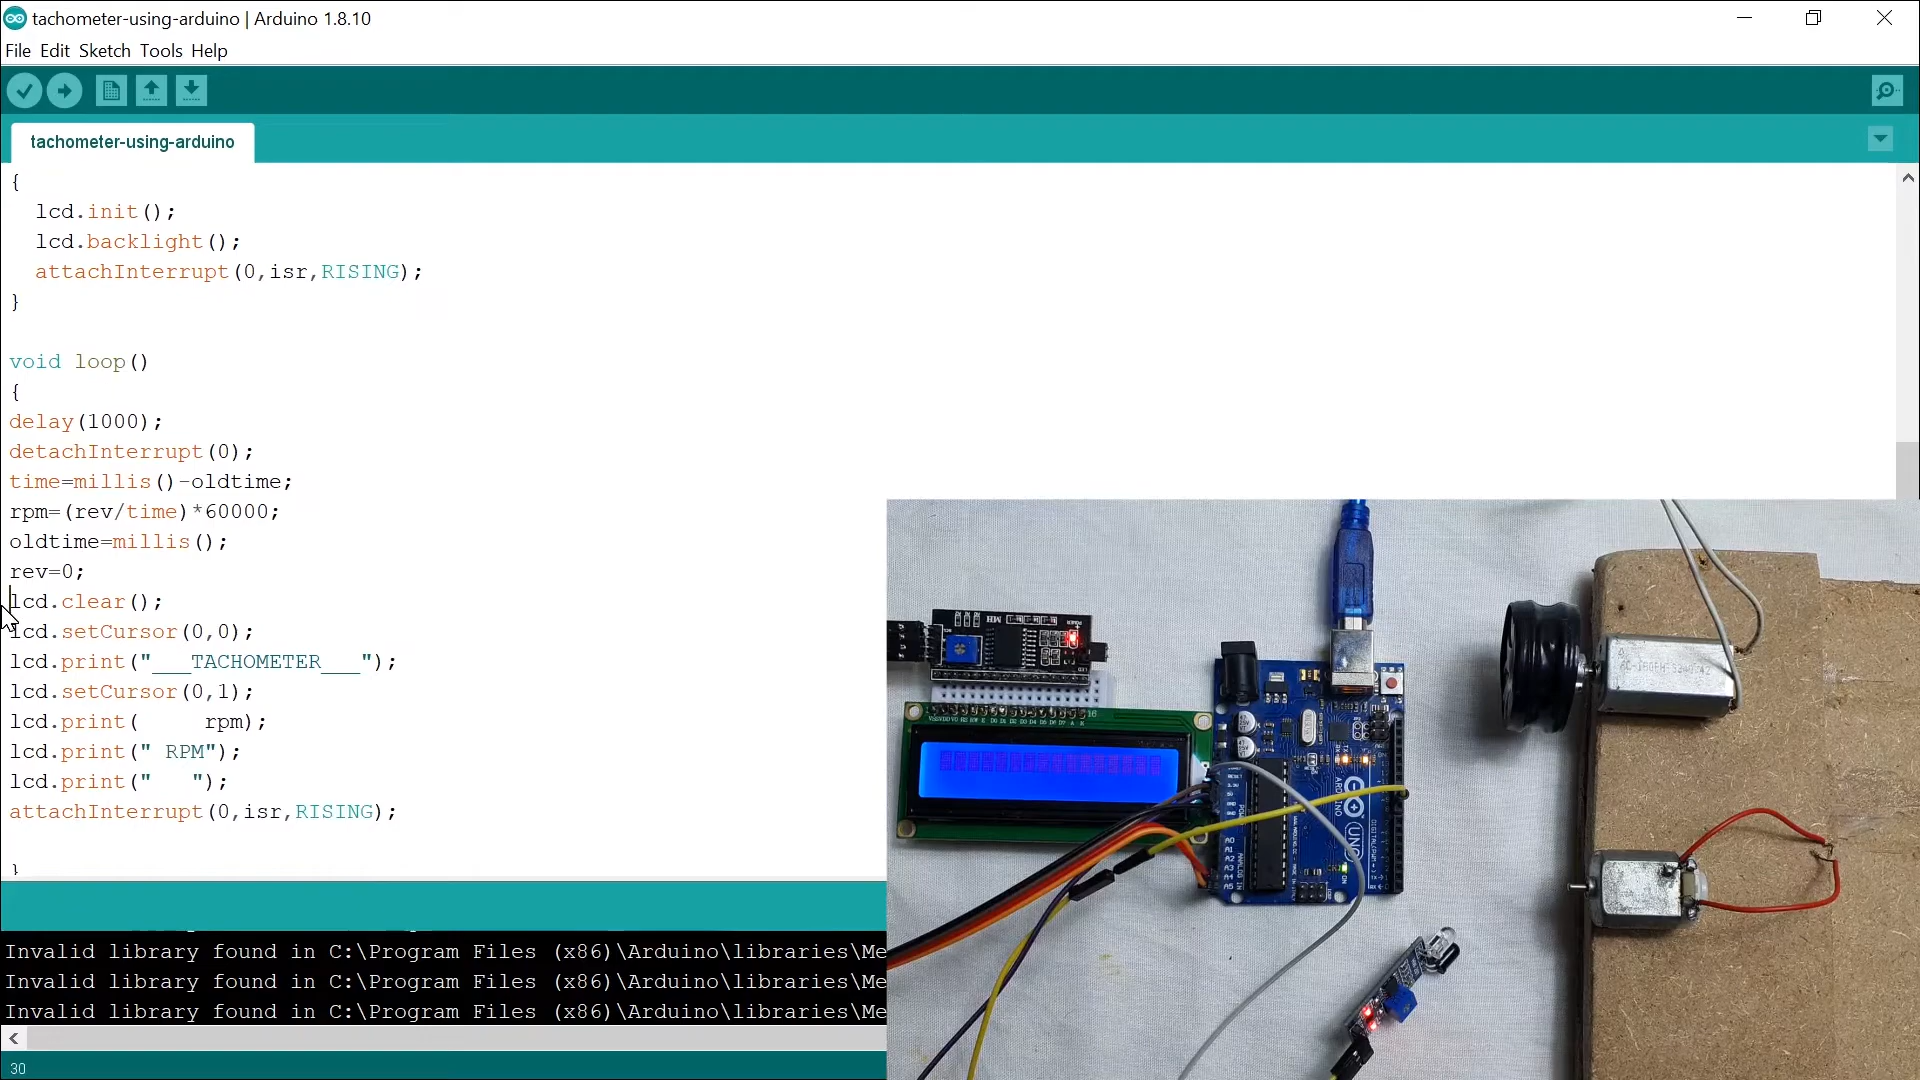 tachometer-using-arduino | Arduino 1.8.10
File Edit Sketch Tools Help
tachometer-using-arduino
{
lcd.init();
lcd.backlight();
attachInterrupt(0,isr,RISING);
}
void loop()
{
delay(1000);
detachInterrupt(0);
time=millis()-oldtime;
rpm=(rev/time)*60000;
oldtime=millis();
rev=0;
lcd.clear();
lcd.setCursor(0,0);
lcd.print("___TACHOMETER___");
lcd.setCursor(0,1);
lcd.print(     rpm);
lcd.print(" RPM");
lcd.print("   ");
attachInterrupt(0,isr,RISING);
}
Invalid library found in C:\Program Files (x86)\Arduino\libraries\Me
Invalid library found in C:\Program Files (x86)\Arduino\libraries\Me
Invalid library found in C:\Program Files (x86)\Arduino\libraries\Me
30
ARDUINO
UNO